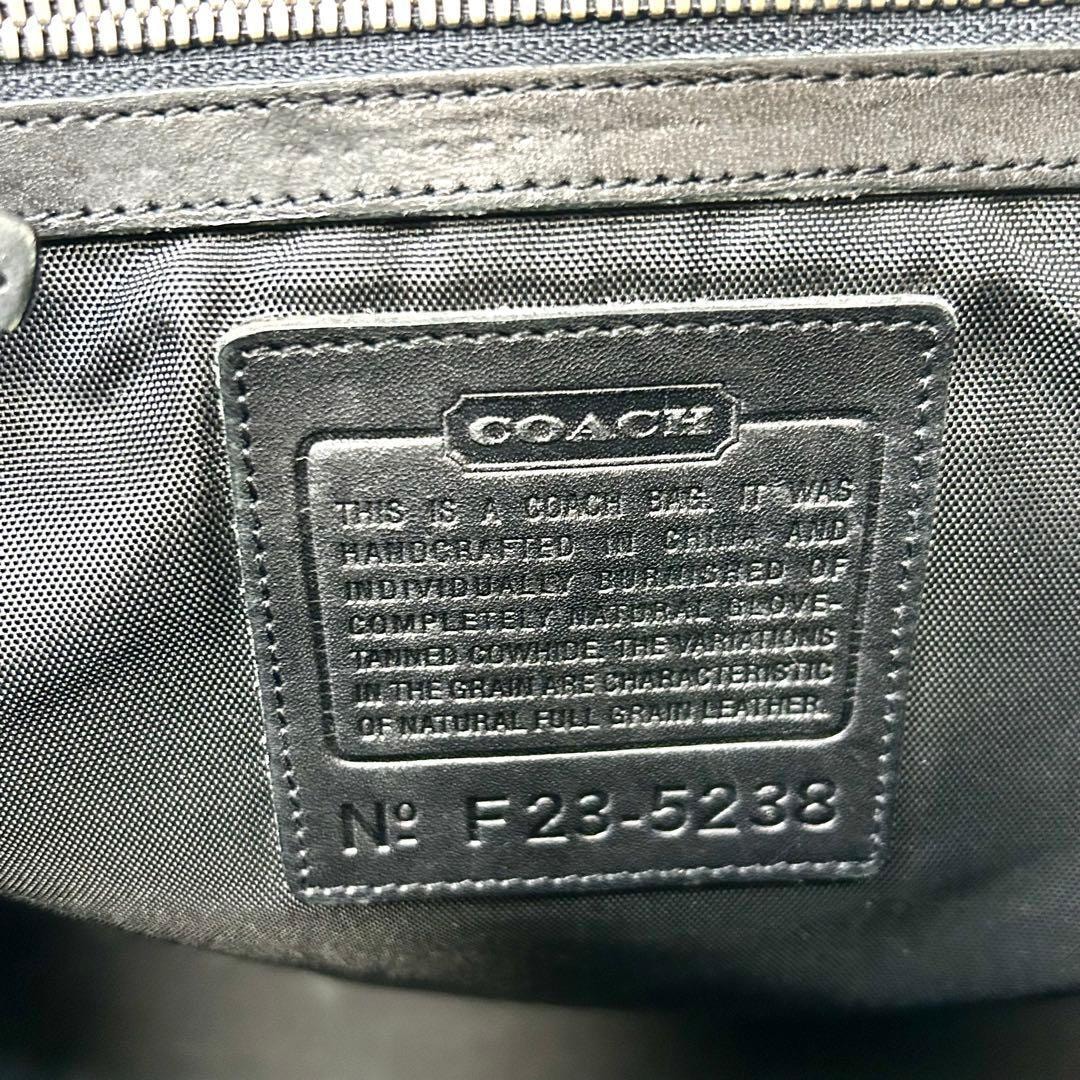 COACH
THIS IS A COACH BAG. IT WAS
HANDCRAFTED IN CHINA AND
INDIVIDUALLY BURNISHED OF
COMPLETELY NATURAL GLOVE-
TANNED COWHIDE. THE VARIATIONS
IN THE GRAIN ARE CHARACTERISTIC
OF NATURAL FULL GRAIN LEATHER.
Nº F23-5238